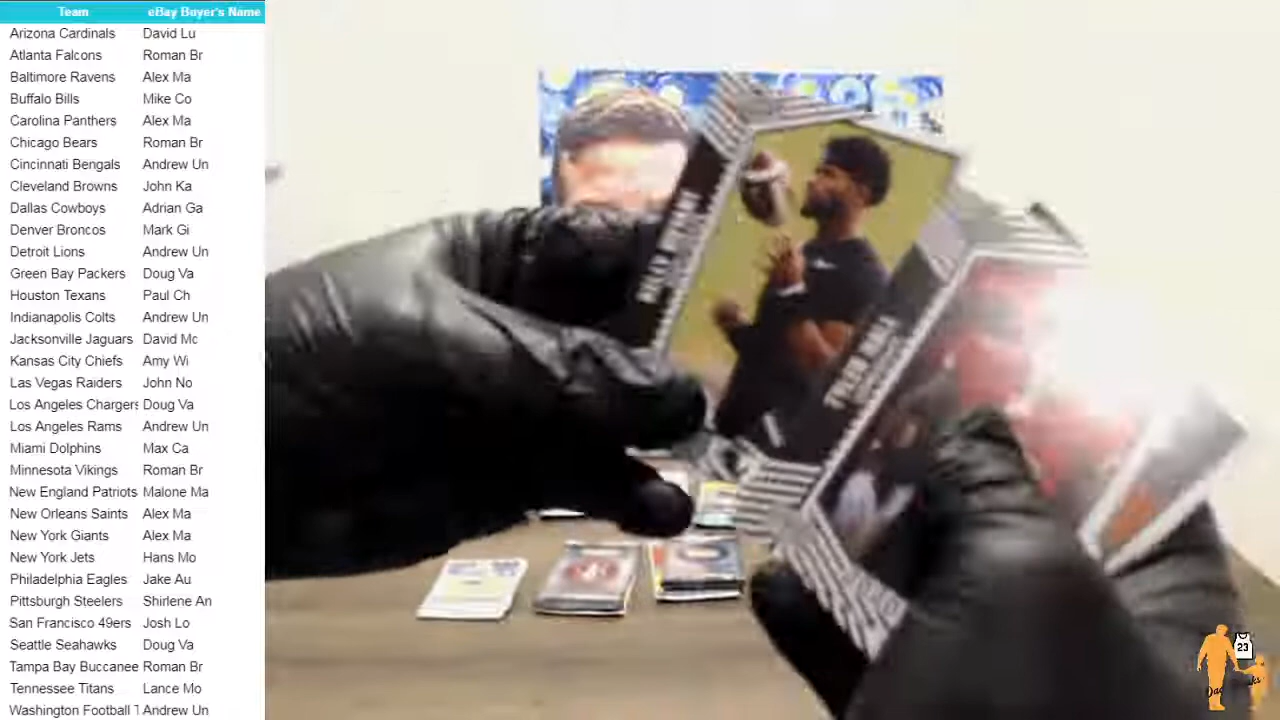 Team eBay Buyer's Name
Arizona Cardinals David Lu
Atlanta Falcons Roman Br
Baltimore Ravens Alex Ma
Buffalo Bills Mike Co
Carolina Panthers Alex Ma
Chicago Bears Roman Br
Cincinnati Bengals Andrew Un
Cleveland Browns John Ka
Dallas Cowboys Adrian Ga
Denver Broncos Mark Gi
Detroit Lions Andrew Un
Green Bay Packers Doug Va
Houston Texans Paul Ch
Indianapolis Colts Andrew Un
Jacksonville Jaguars David Mc
Kansas City Chiefs Amy Wi
Las Vegas Raiders John No
Los Angeles Chargers Doug Va
Los Angeles Rams Andrew Un
Miami Dolphins Max Ca
Minnesota Vikings Roman Br
New England Patriots Malone Ma
New Orleans Saints Alex Ma
New York Giants Alex Ma
New York Jets Hans Mo
Philadelphia Eagles Jake Au
Pittsburgh Steelers Shirlene An
San Francisco 49ers Josh Lo
Seattle Seahawks Doug Va
Tampa Bay Buccanee Roman Br
Tennessee Titans Lance Mo
Washington Football T Andrew Un
23